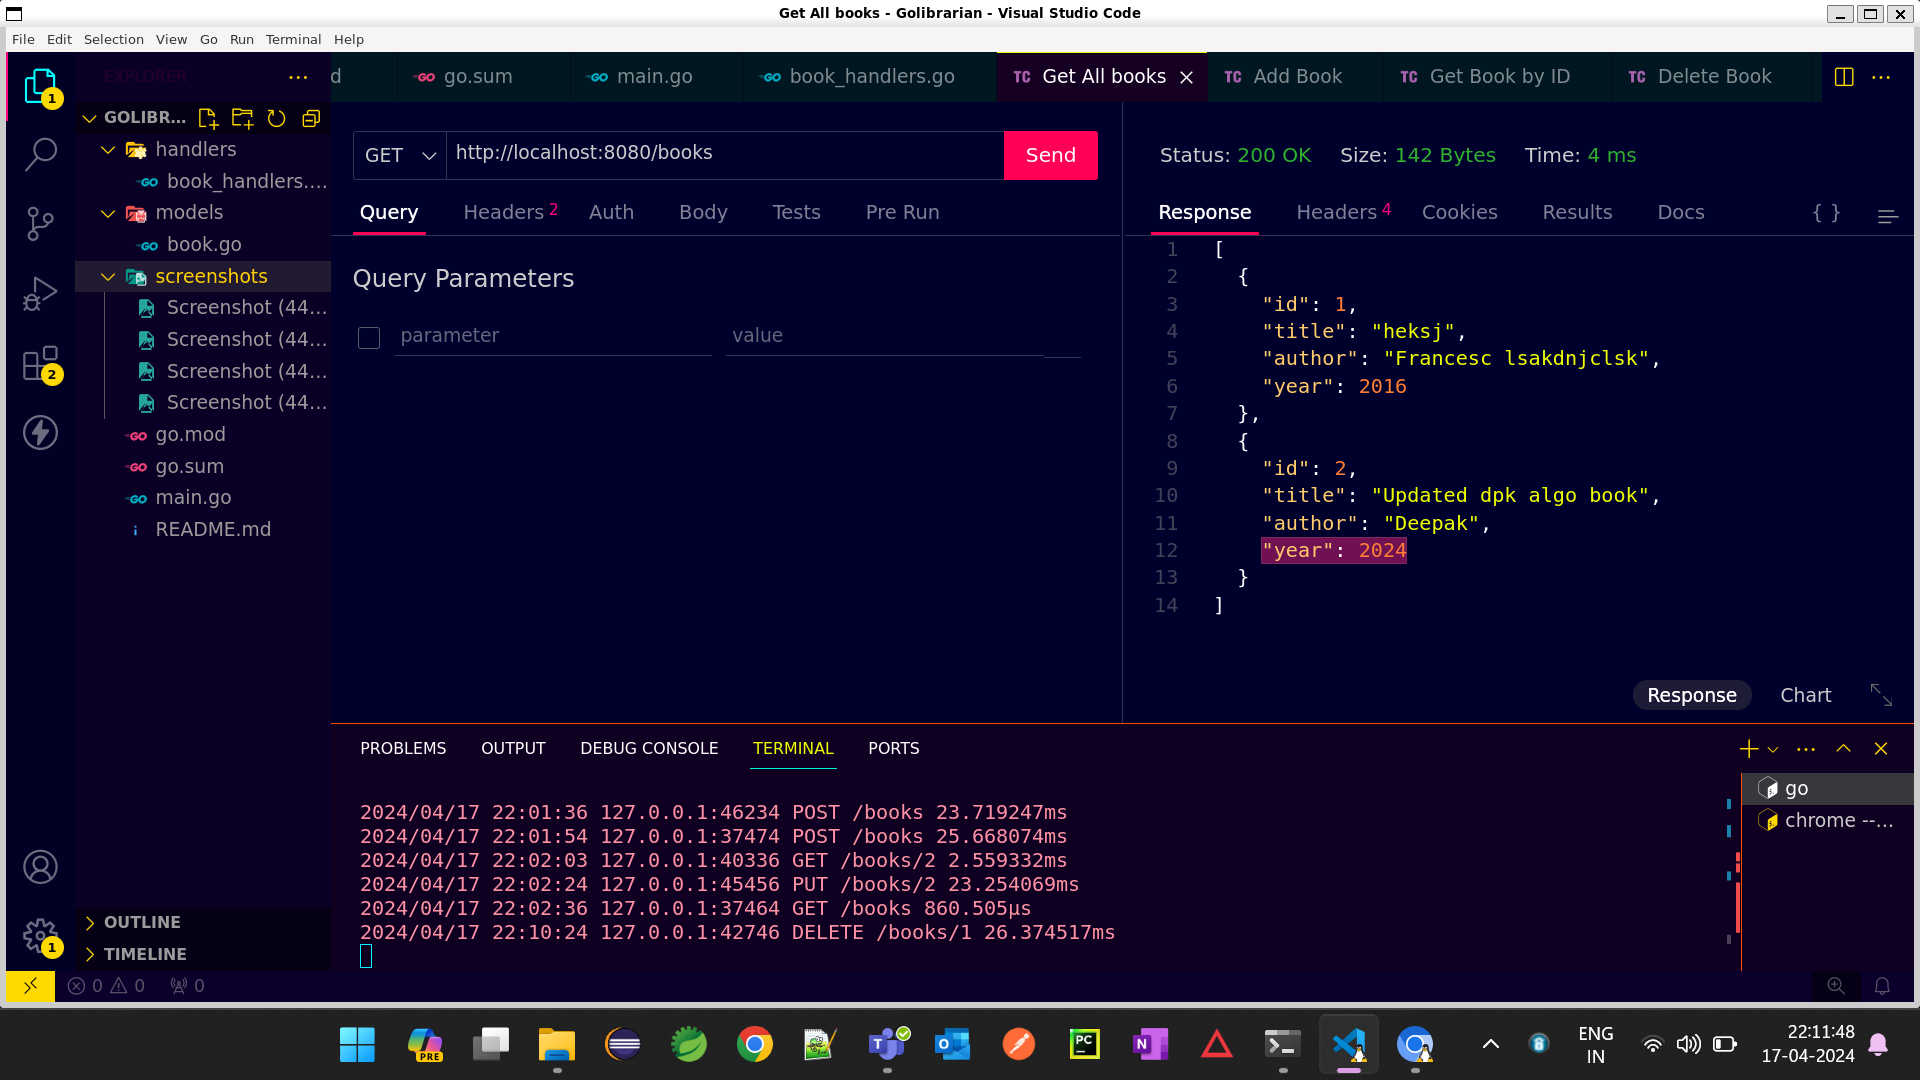 Get All books - Golibrarian - Visual Studio Code
File Edit Selection View Go Run Terminal Help
EXPLORER
d
go.sum
main.go
book_handlers.go
TC Get All books
TC Add Book
TC Get Book by ID
TC Delete Book
1
2
1
GOLIBR...
handlers
book_handlers....
models
book.go
screenshots
Screenshot (44...
Screenshot (44...
Screenshot (44...
Screenshot (44...
go.mod
go.sum
main.go
README.md
OUTLINE
TIMELINE
GET
http://localhost:8080/books
Send
Query Headers 2 Auth Body Tests Pre Run
Query Parameters
parameter value
Status: 200 OK Size: 142 Bytes Time: 4 ms
Response Headers 4 Cookies Results Docs { }
1 [
2 {
3 "id": 1,
4 "title": "heksj",
5 "author": "Francesc lsakdnjclsk",
6 "year": 2016
7 },
8 {
9 "id": 2,
10 "title": "Updated dpk algo book",
11 "author": "Deepak",
12 "year": 2024
13 }
14 ]
Response Chart
PROBLEMS OUTPUT DEBUG CONSOLE TERMINAL PORTS
2024/04/17 22:01:36 127.0.0.1:46234 POST /books 23.719247ms
2024/04/17 22:01:54 127.0.0.1:37474 POST /books 25.668074ms
2024/04/17 22:02:03 127.0.0.1:40336 GET /books/2 2.559332ms
2024/04/17 22:02:24 127.0.0.1:45456 PUT /books/2 23.254069ms
2024/04/17 22:02:36 127.0.0.1:37464 GET /books 860.505µs
2024/04/17 22:10:24 127.0.0.1:42746 DELETE /books/1 26.374517ms
go
chrome --...
0 0 0
PRE
PC
N
ENG
IN
22:11:48
17-04-2024